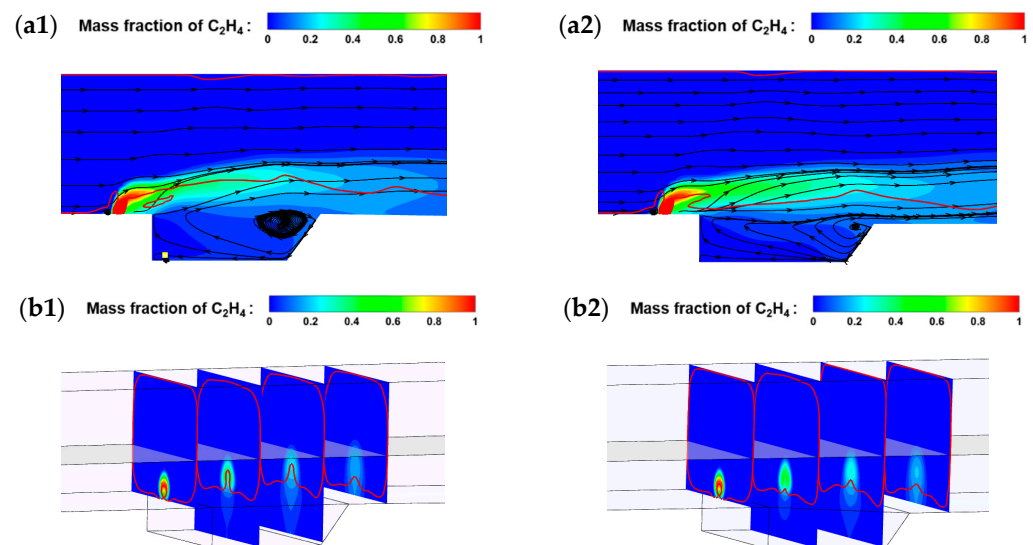 (a1) Mass fraction of C₂H₄ :
0 0.2 0.4 0.6 0.8 1
(a2) Mass fraction of C₂H₄ :
0 0.2 0.4 0.6 0.8 1
(b1) Mass fraction of C₂H₄ :
0 0.2 0.4 0.6 0.8 1
(b2) Mass fraction of C₂H₄ :
0 0.2 0.4 0.6 0.8 1